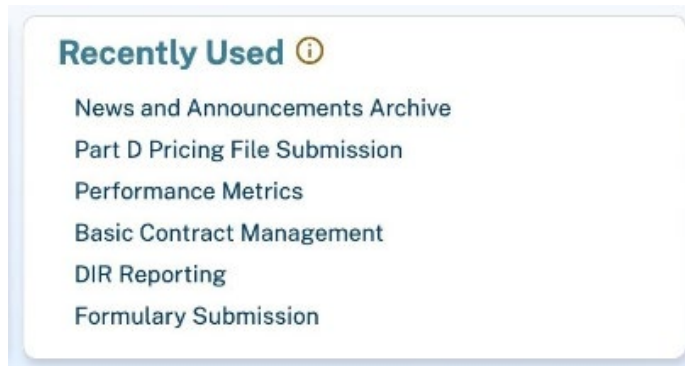 Recently Used
News and Announcements Archive
Part D Pricing File Submission
Performance Metrics
Basic Contract Management
DIR Reporting
Formulary Submission